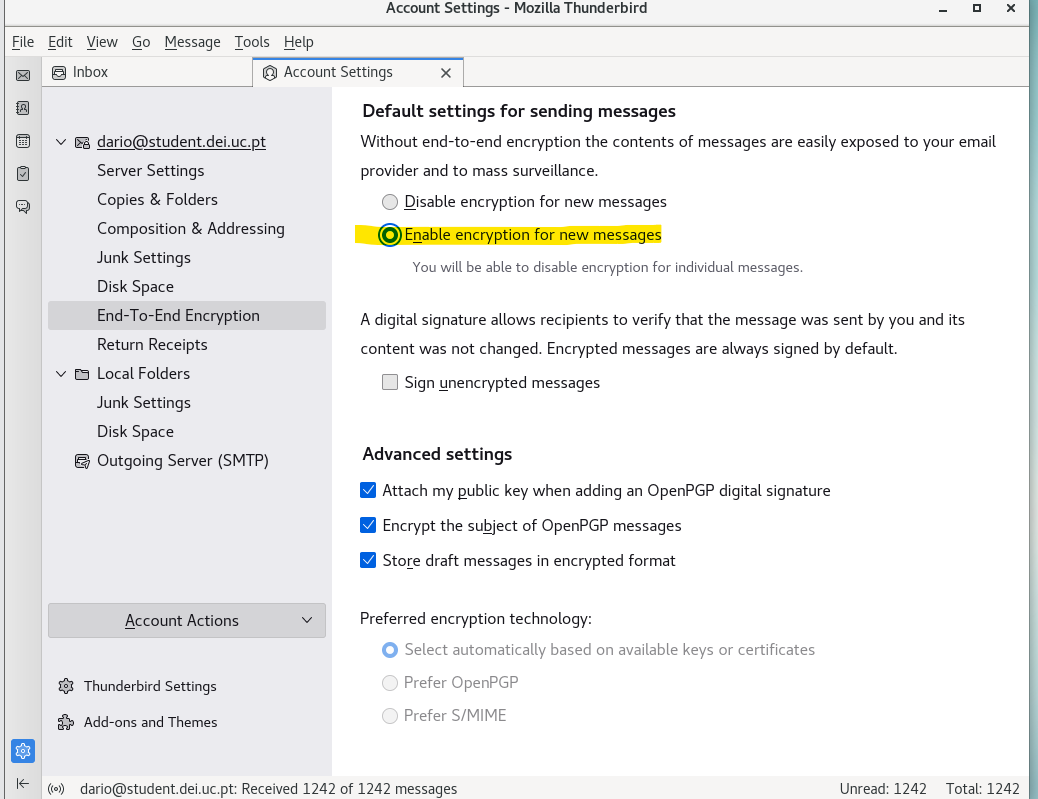 Account Settings - Mozilla Thunderbird
File Edit View Go Message Tools Help
Inbox
Account Settings
dario@student.dei.uc.pt
Server Settings
Copies & Folders
Composition & Addressing
Junk Settings
Disk Space
End-To-End Encryption
Return Receipts
Local Folders
Junk Settings
Disk Space
Outgoing Server (SMTP)
Account Actions
Thunderbird Settings
Add-ons and Themes
Default settings for sending messages
Without end-to-end encryption the contents of messages are easily exposed to your email
provider and to mass surveillance.
Disable encryption for new messages
Enable encryption for new messages
You will be able to disable encryption for individual messages.
A digital signature allows recipients to verify that the message was sent by you and its
content was not changed. Encrypted messages are always signed by default.
Sign unencrypted messages
Advanced settings
Attach my public key when adding an OpenPGP digital signature
Encrypt the subject of OpenPGP messages
Store draft messages in encrypted format
Preferred encryption technology:
Select automatically based on available keys or certificates
Prefer OpenPGP
Prefer S/MIME
dario@student.dei.uc.pt: Received 1242 of 1242 messages
Unread: 1242 Total: 1242